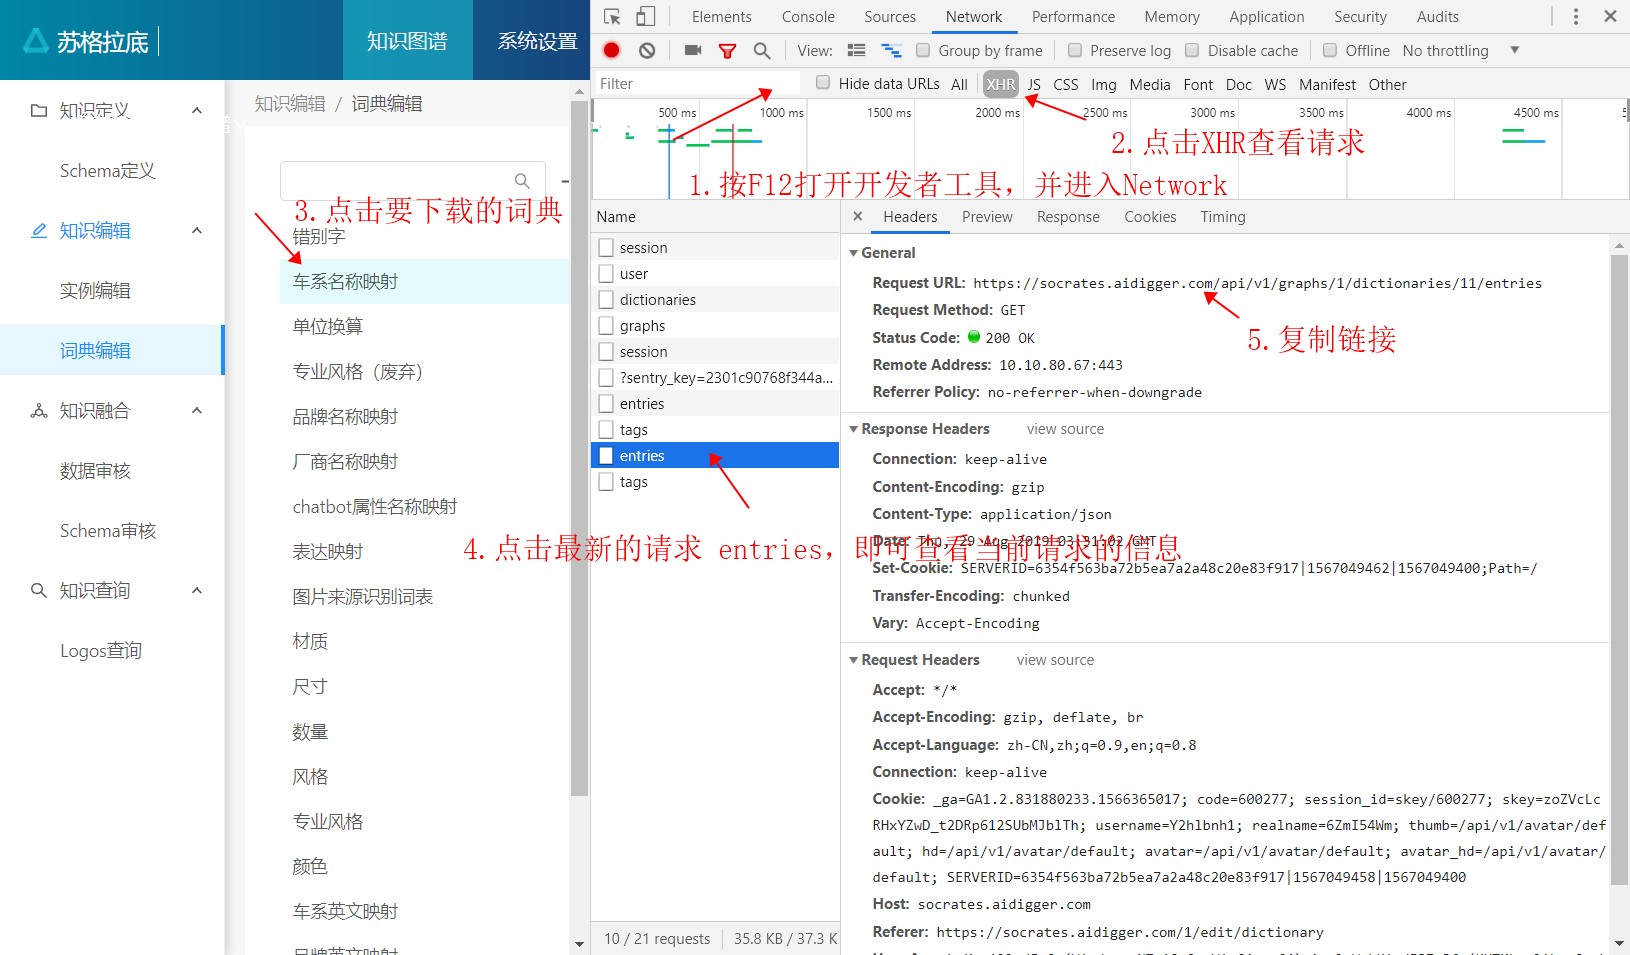 苏格拉底
知识图谱
系统设置
知识定义
Schema定义
知识编辑
实例编辑
词典编辑
知识融合
数据审核
Schema审核
知识查询
Logos查询
知识编辑 / 词典编辑
3.点击要下载的词典
错别字
车系名称映射
单位换算
专业风格（废弃）
品牌名称映射
厂商名称映射
chatbot属性名称映射
表达映射
图片来源识别词表
材质
尺寸
数量
风格
专业风格
颜色
车系英文映射
品牌英文映射
Elements Console Sources Network Performance Memory Application Security Audits
View: Group by frame Preserve log Disable cache Offline No throttling
Filter Hide data URLs All XHR JS CSS Img Media Font Doc WS Manifest Other
500 ms 1000 ms 1500 ms 2000 ms 2500 ms 3000 ms 3500 ms 4000 ms 4500 ms
2.点击XHR查看请求
1.按F12打开开发者工具，并进入Network
Name
session
user
dictionaries
graphs
session
?sentry_key=2301c90768f344a...
entries
tags
entries
tags
4.点击最新的请求 entries，即可查看当前请求的信息
10 / 21 requests 35.8 KB / 37.3 K
Headers Preview Response Cookies Timing
General
Request URL: https://socrates.aidigger.com/api/v1/graphs/1/dictionaries/11/entries
Request Method: GET
5.复制链接
Status Code: 200 OK
Remote Address: 10.10.80.67:443
Referrer Policy: no-referrer-when-downgrade
Response Headers view source
Connection: keep-alive
Content-Encoding: gzip
Content-Type: application/json
Date: Thu, 29 Aug 2019 03:31:02 GMT
Set-Cookie: SERVERID=6354f563ba72b5ea7a2a48c20e83f917|1567049462|1567049400;Path=/
Transfer-Encoding: chunked
Vary: Accept-Encoding
Request Headers view source
Accept: */*
Accept-Encoding: gzip, deflate, br
Accept-Language: zh-CN,zh;q=0.9,en;q=0.8
Connection: keep-alive
Cookie: _ga=GA1.2.831880233.1566365017; code=600277; session_id=skey/600277; skey=zoZVcLc
RHxYZwD_t2DRp612SUbMJblTh; username=Y2hlbnh1; realname=6ZmI54Wm; thumb=/api/v1/avatar/def
ault; hd=/api/v1/avatar/default; avatar=/api/v1/avatar/default; avatar_hd=/api/v1/avatar/
default; SERVERID=6354f563ba72b5ea7a2a48c20e83f917|1567049458|1567049400
Host: socrates.aidigger.com
Referer: https://socrates.aidigger.com/1/edit/dictionary